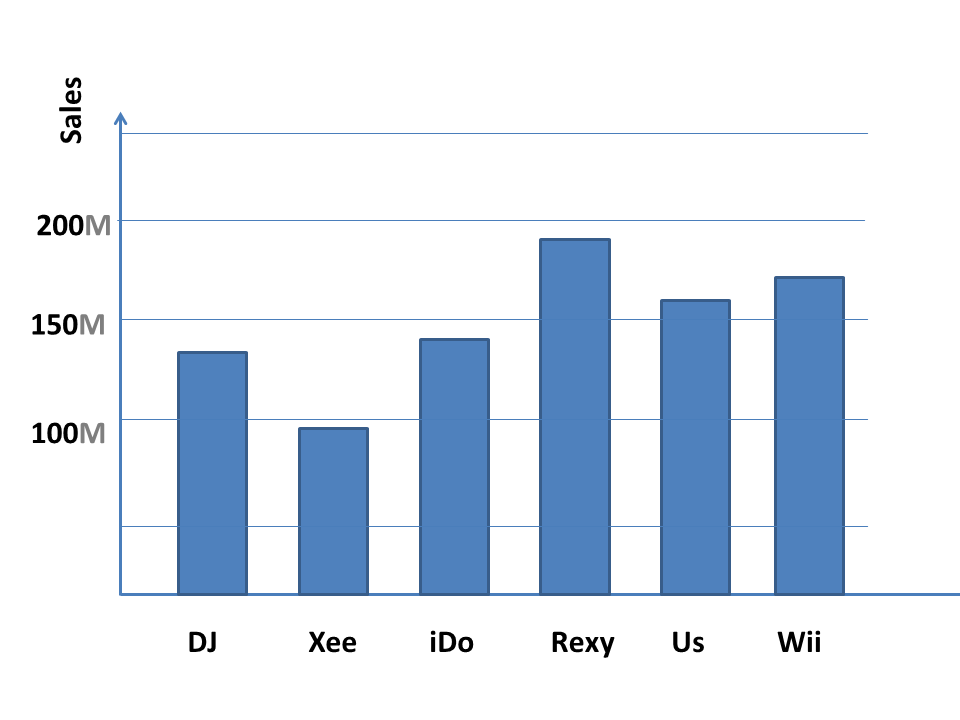 Sales
200M
150M
100M
DJ Xee iDo Rexy Us Wii